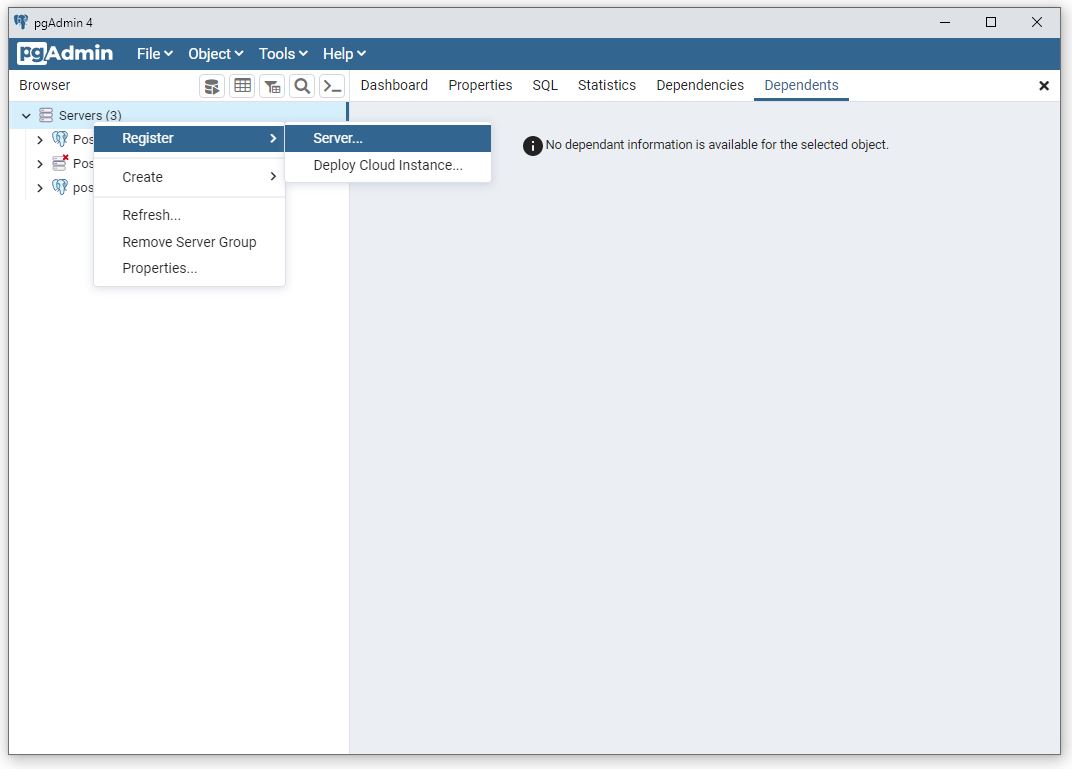 pgAdmin 4
pgAdmin File Object Tools Help
Browser
Dashboard Properties SQL Statistics Dependencies Dependents
Servers (3)
Pos
Pos
pos
Register
Create
Refresh...
Remove Server Group
Properties...
Server...
Deploy Cloud Instance...
No dependant information is available for the selected object.